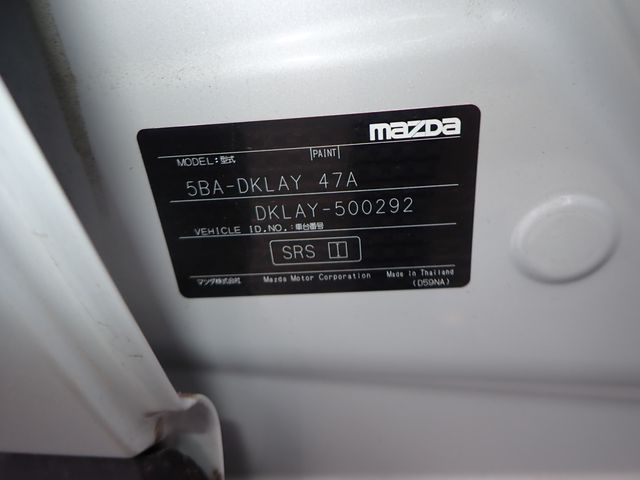 mazda
MODEL:型式 PAINT
5BA-DKLAY 47A
DKLAY-500292
VEHICLE ID.NO.:車台番号
SRS II
マツダ株式会社 Mazda Motor Corporation Made in Thailand
(D59NA)